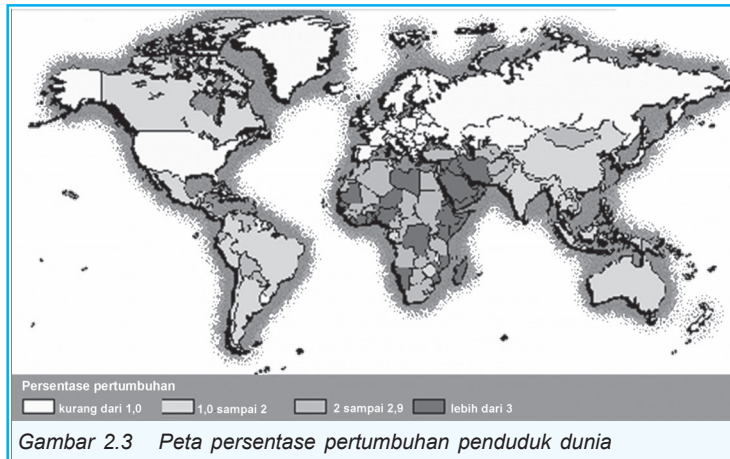 Persentase pertumbuhan
kurang dari 1,0 1,0 sampai 2 2 sampai 2,9 lebih dari 3
Gambar 2.3 Peta persentase pertumbuhan penduduk dunia